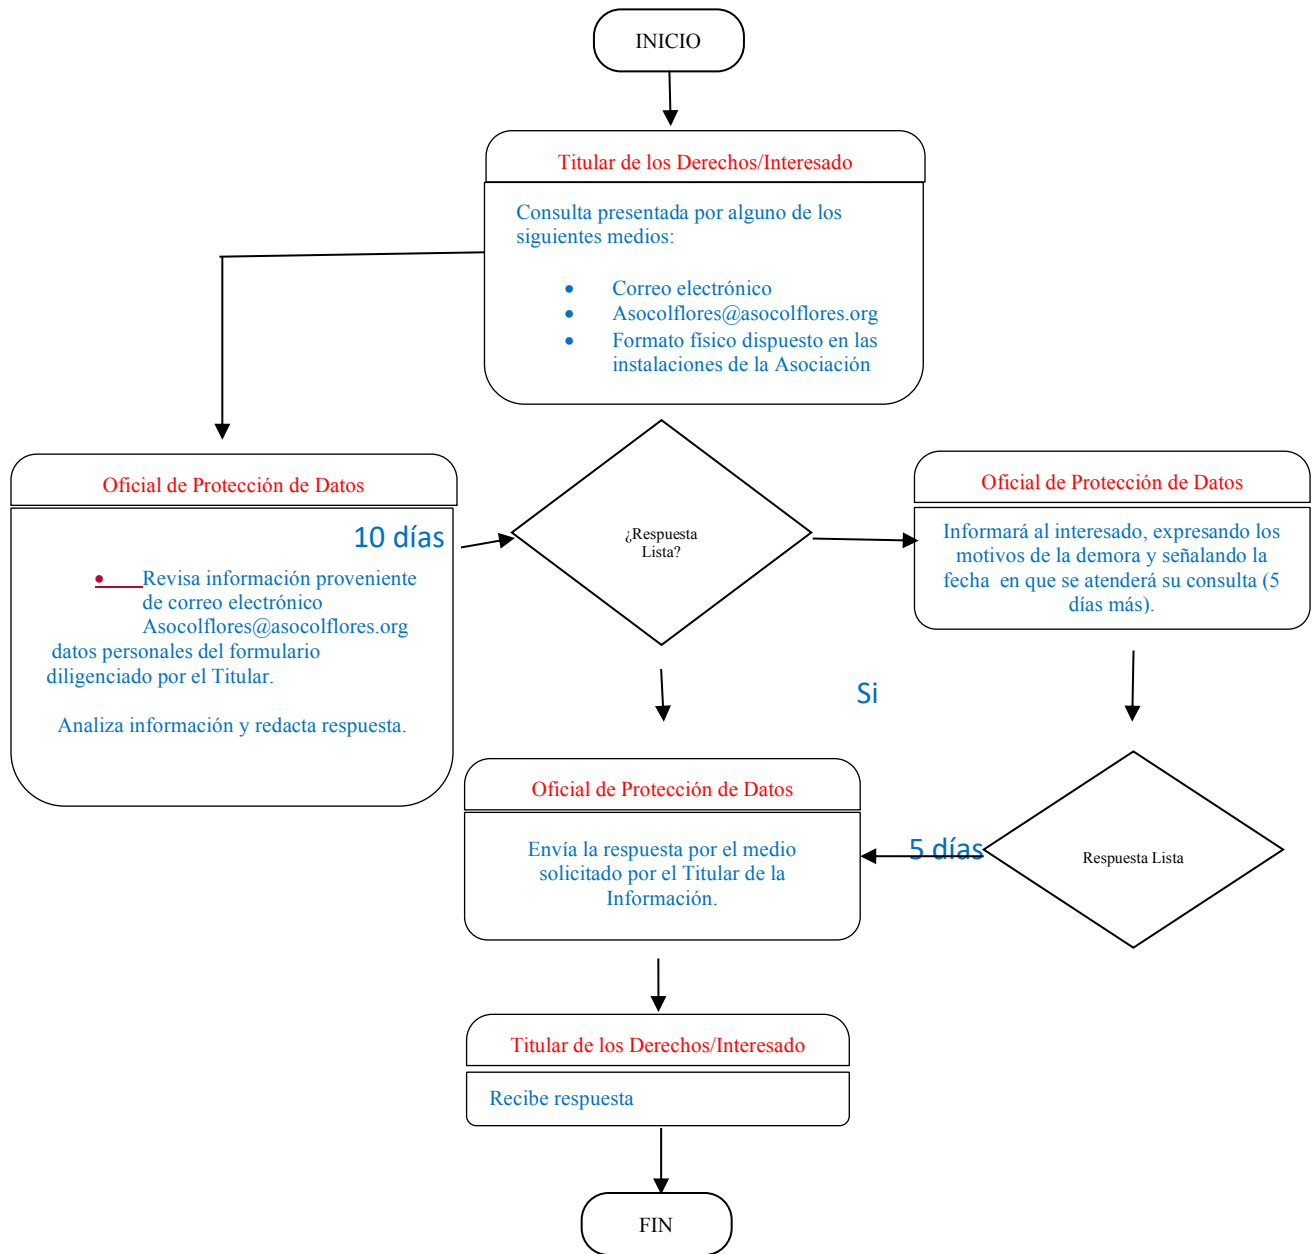 INICIO
Titular de los Derechos/Interesado
Consulta presentada por alguno de los
siguientes medios:
• Correo electrónico
• Asocolflores@asocolflores.org
• Formato físico dispuesto en las
instalaciones de la Asociación
Oficial de Protección de Datos
10 días
• Revisa información proveniente
de correo electrónico
Asocolflores@asocolflores.org
datos personales del formulario
diligenciado por el Titular.
Analiza información y redacta respuesta.
¿Respuesta
Lista?
Oficial de Protección de Datos
Informará al interesado, expresando los
motivos de la demora y señalando la
fecha en que se atenderá su consulta (5
días más).
Si
Oficial de Protección de Datos
Envía la respuesta por el medio
solicitado por el Titular de la
Información.
5 días
Respuesta Lista
Titular de los Derechos/Interesado
Recibe respuesta
FIN